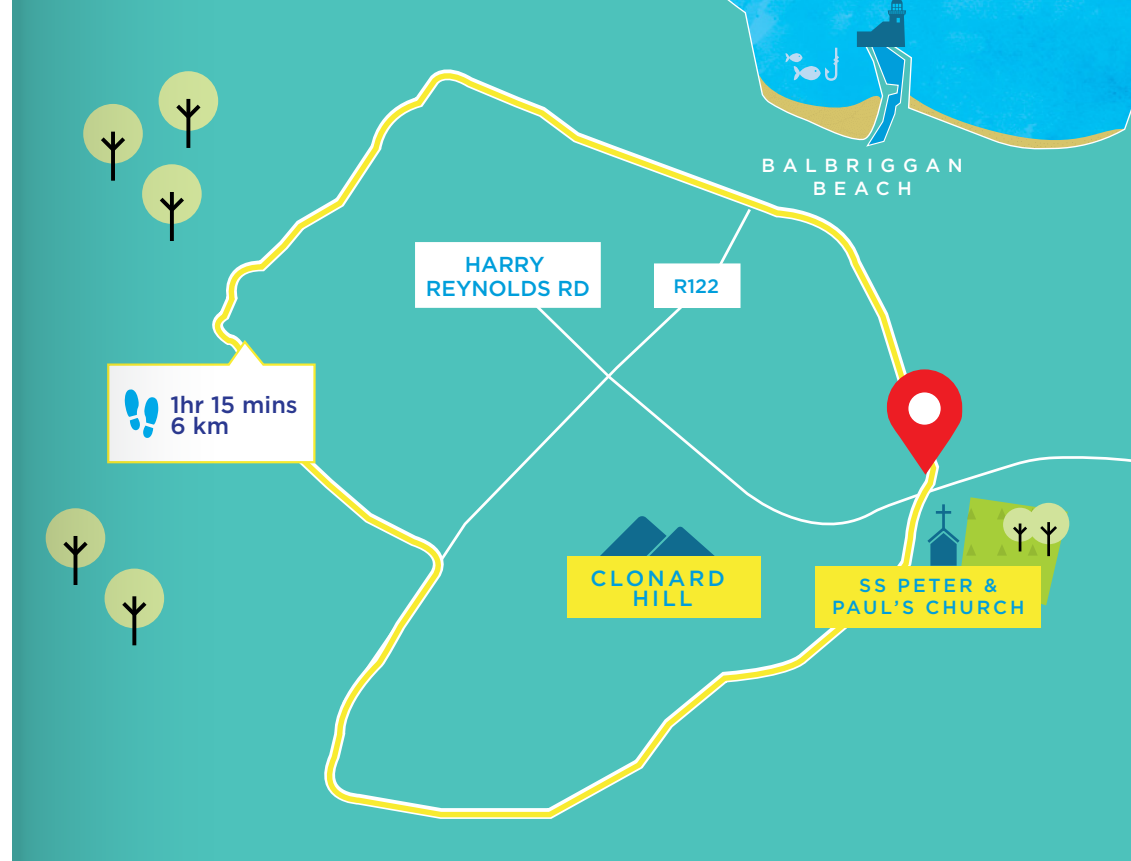 BALBRIGGAN
BEACH
HARRY
REYNOLDS RD
R122
1hr 15 mins
6 km
CLONARD
HILL
SS PETER &
PAUL'S CHURCH